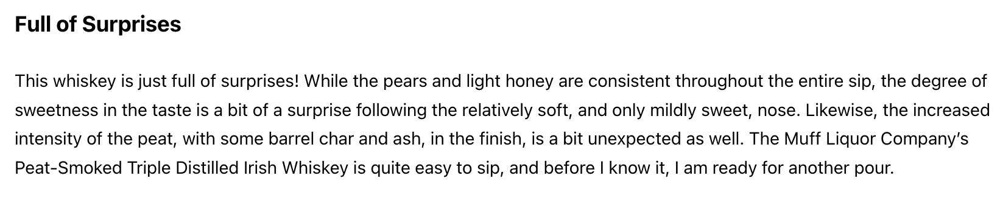 Full of Surprises
This whiskey is just full of surprises! While the pears and light honey are consistent throughout the entire sip, the degree of
sweetness in the taste is a bit of a surprise following the relatively soft, and only mildly sweet, nose. Likewise, the increased
intensity of the peat, with some barrel char and ash, in the finish, is a bit unexpected as well. The Muff Liquor Company’s
Peat-Smoked Triple Distilled Irish Whiskey is quite easy to sip, and before I know it, I am ready for another pour.